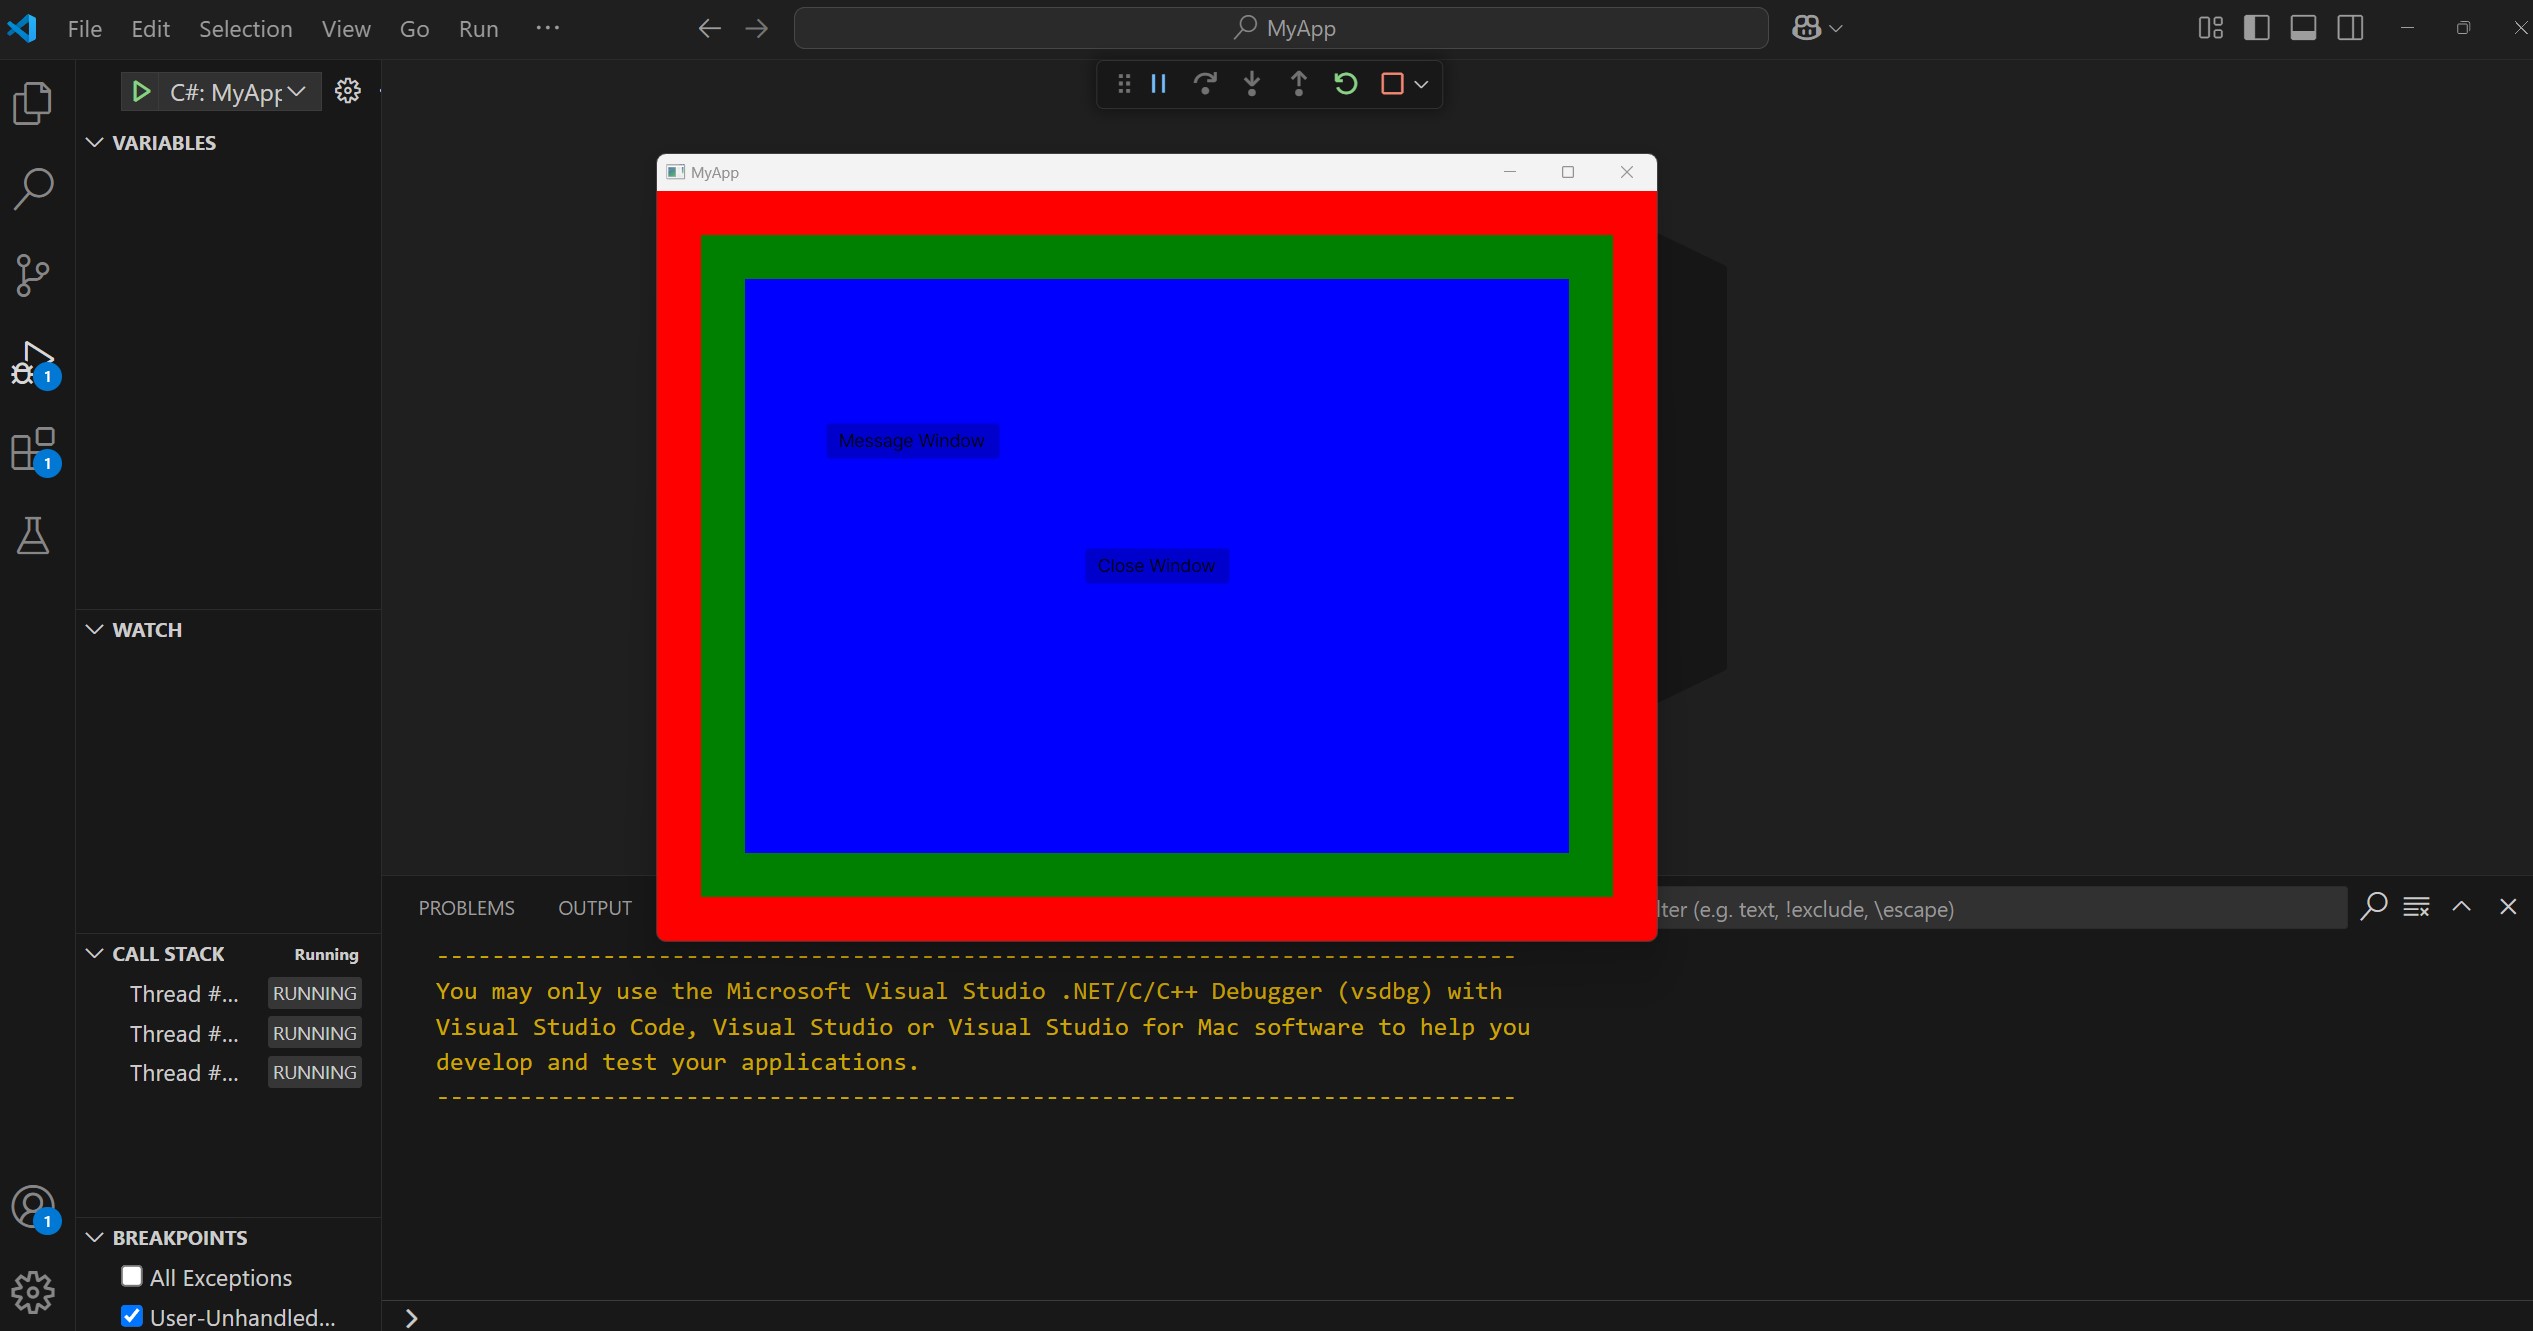 File Edit Selection View Go Run ···
MyApp
C#: MyApp
VARIABLES
MyApp
Message Window
Close Window
1
1
WATCH
PROBLEMS OUTPUT
lter (e.g. text, !exclude, \escape)
CALL STACK Running
Thread #... RUNNING
Thread #... RUNNING
Thread #... RUNNING
-------------------------------------------------------------------
You may only use the Microsoft Visual Studio .NET/C/C++ Debugger (vsdbg) with
Visual Studio Code, Visual Studio or Visual Studio for Mac software to help you
develop and test your applications.
-------------------------------------------------------------------
1
BREAKPOINTS
All Exceptions
User-Unhandled...